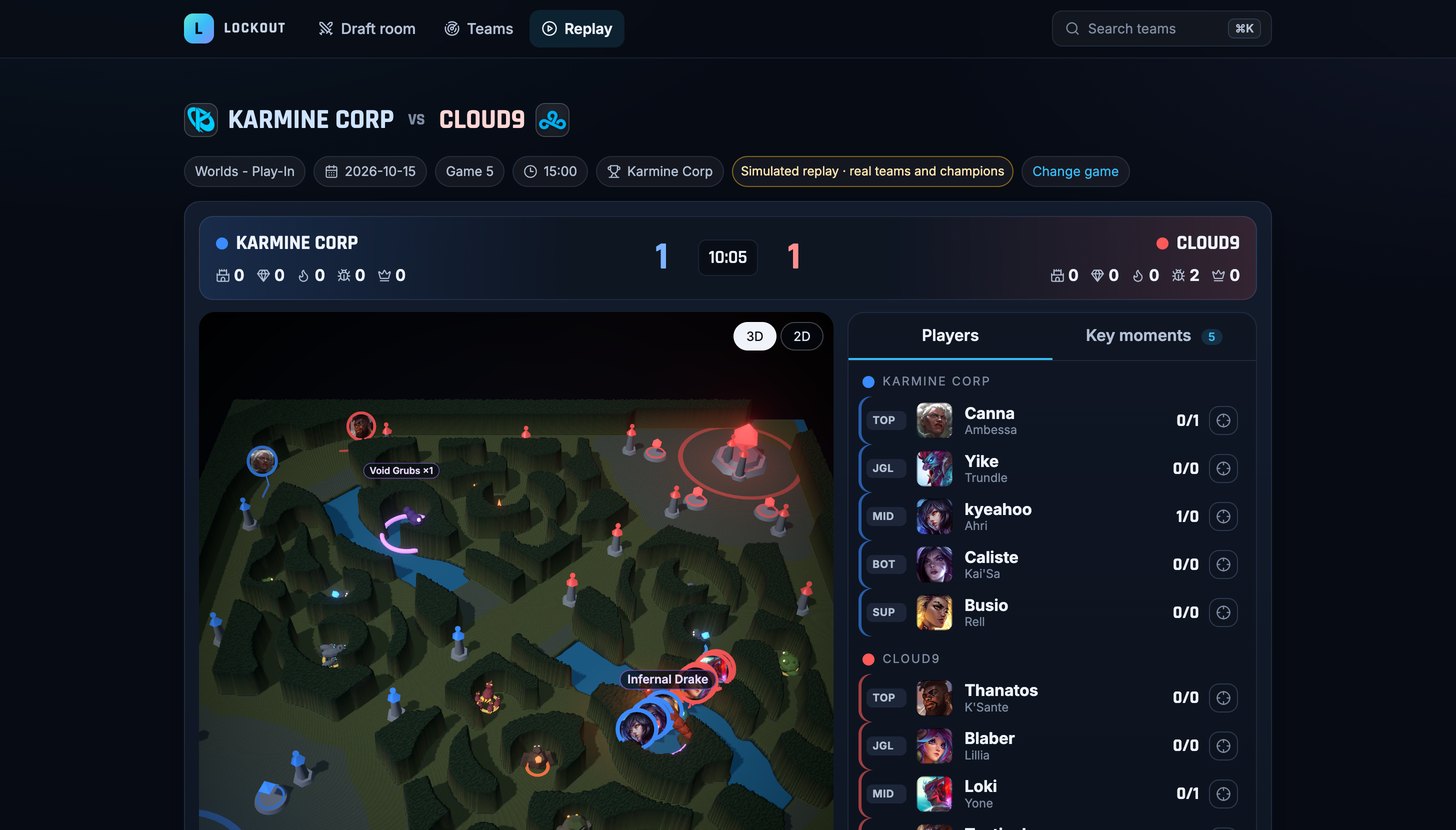 L LOCKOUT Draft room Teams Replay Search teams ⌘K
KARMINE CORP VS CLOUD9
Worlds - Play-In 2026-10-15 Game 5 15:00 Karmine Corp Simulated replay · real teams and champions Change game
KARMINE CORP 1 10:05 1 CLOUD9
0 0 0 0 0 0 0 0 2 0
3D 2D
Void Grubs ×1
Infernal Drake
Players Key moments 5
KARMINE CORP
TOP Canna 0/1
Ambessa
JGL Yike 0/0
Trundle
MID kyeahoo 1/0
Ahri
BOT Caliste 0/0
Kai'Sa
SUP Busio 0/0
Rell
CLOUD9
TOP Thanatos 0/0
K'Sante
JGL Blaber 0/0
Lillia
MID Loki 0/1
Yone